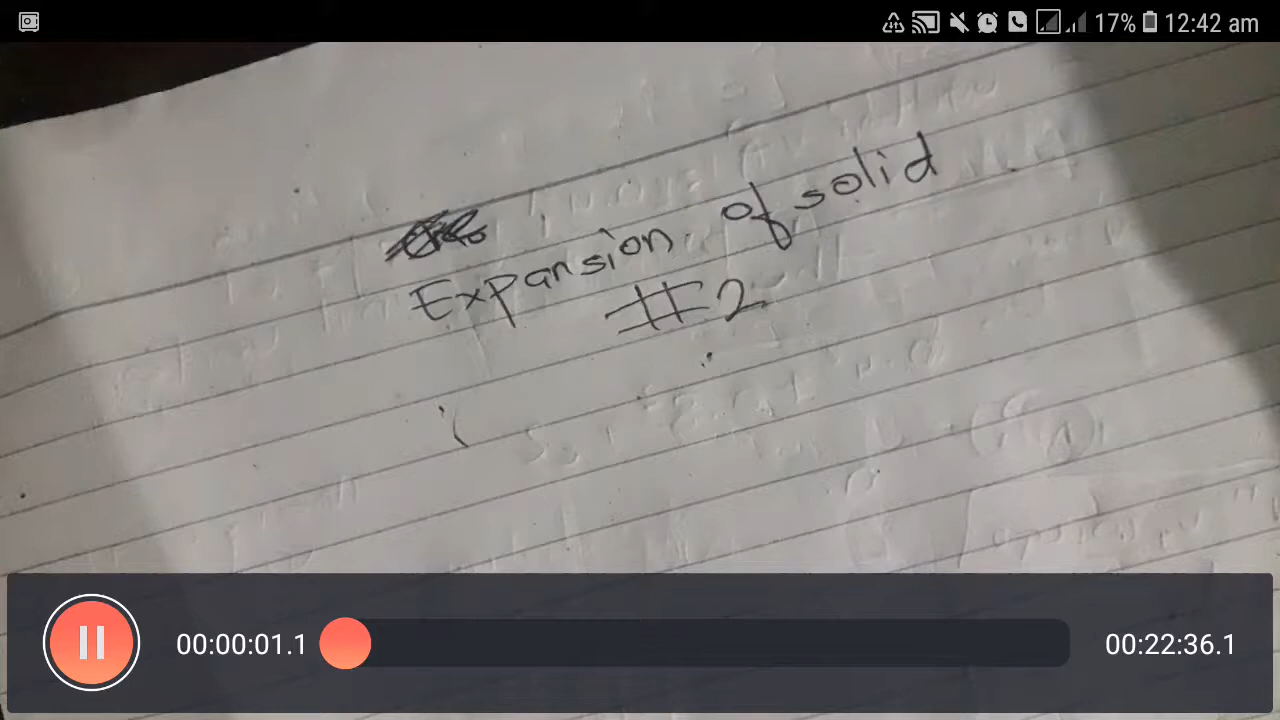 17% 12:42 am
Expansion of solid
#2
00:00:01.1
00:22:36.1